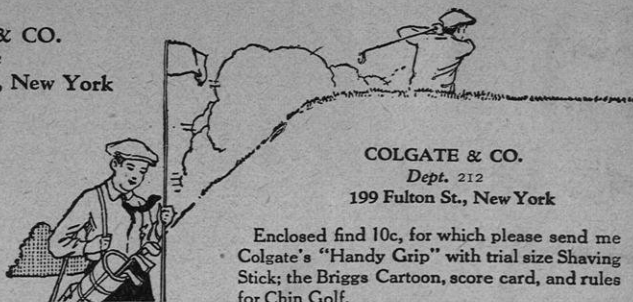 & CO.
, New York
COLGATE & CO.
Dept. 212
199 Fulton St., New York
Enclosed find 10c, for which please send me
Colgate's "Handy Grip" with trial size Shaving
Stick; the Briggs Cartoon, score card, and rules
for Chin Golf.